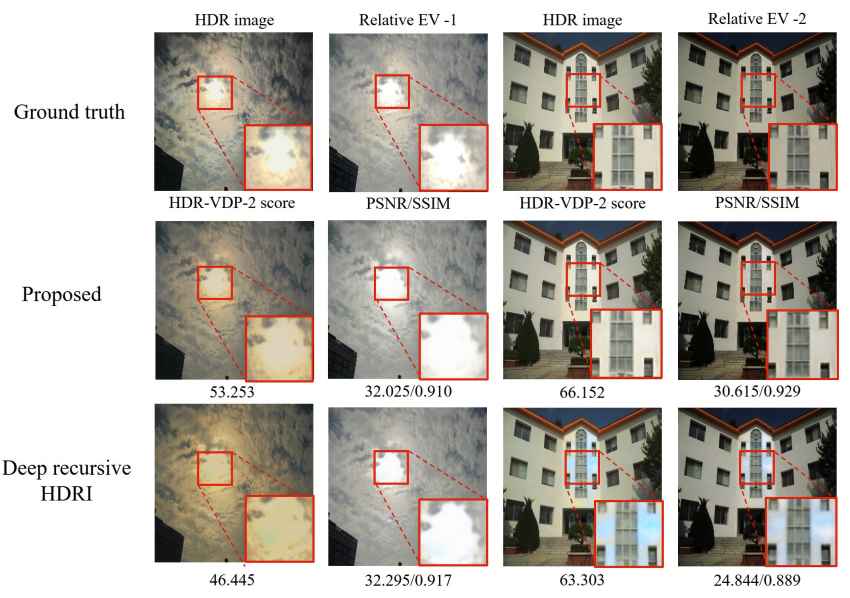 HDR image
Relative EV -1
HDR image
Relative EV -2
Ground truth
HDR-VDP-2 score
PSNR/SSIM
HDR-VDP-2 score
PSNR/SSIM
Proposed
53.253
32.025/0.910
66.152
30.615/0.929
Deep recursive
HDRI
46.445
32.295/0.917
63.303
24.844/0.889